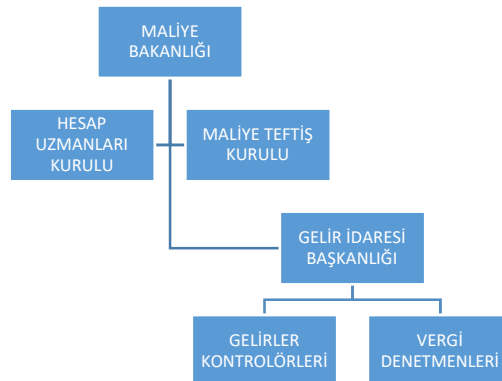 MALİYE
BAKANLIĞI
HESAP
UZMANLARI
KURULU
MALİYE TEFTİŞ
KURULU
GELİR İDARESİ
BAŞKANLIĞI
GELİRLER
KONTROLÖRLERİ
VERGİ
DENETMENLERİ